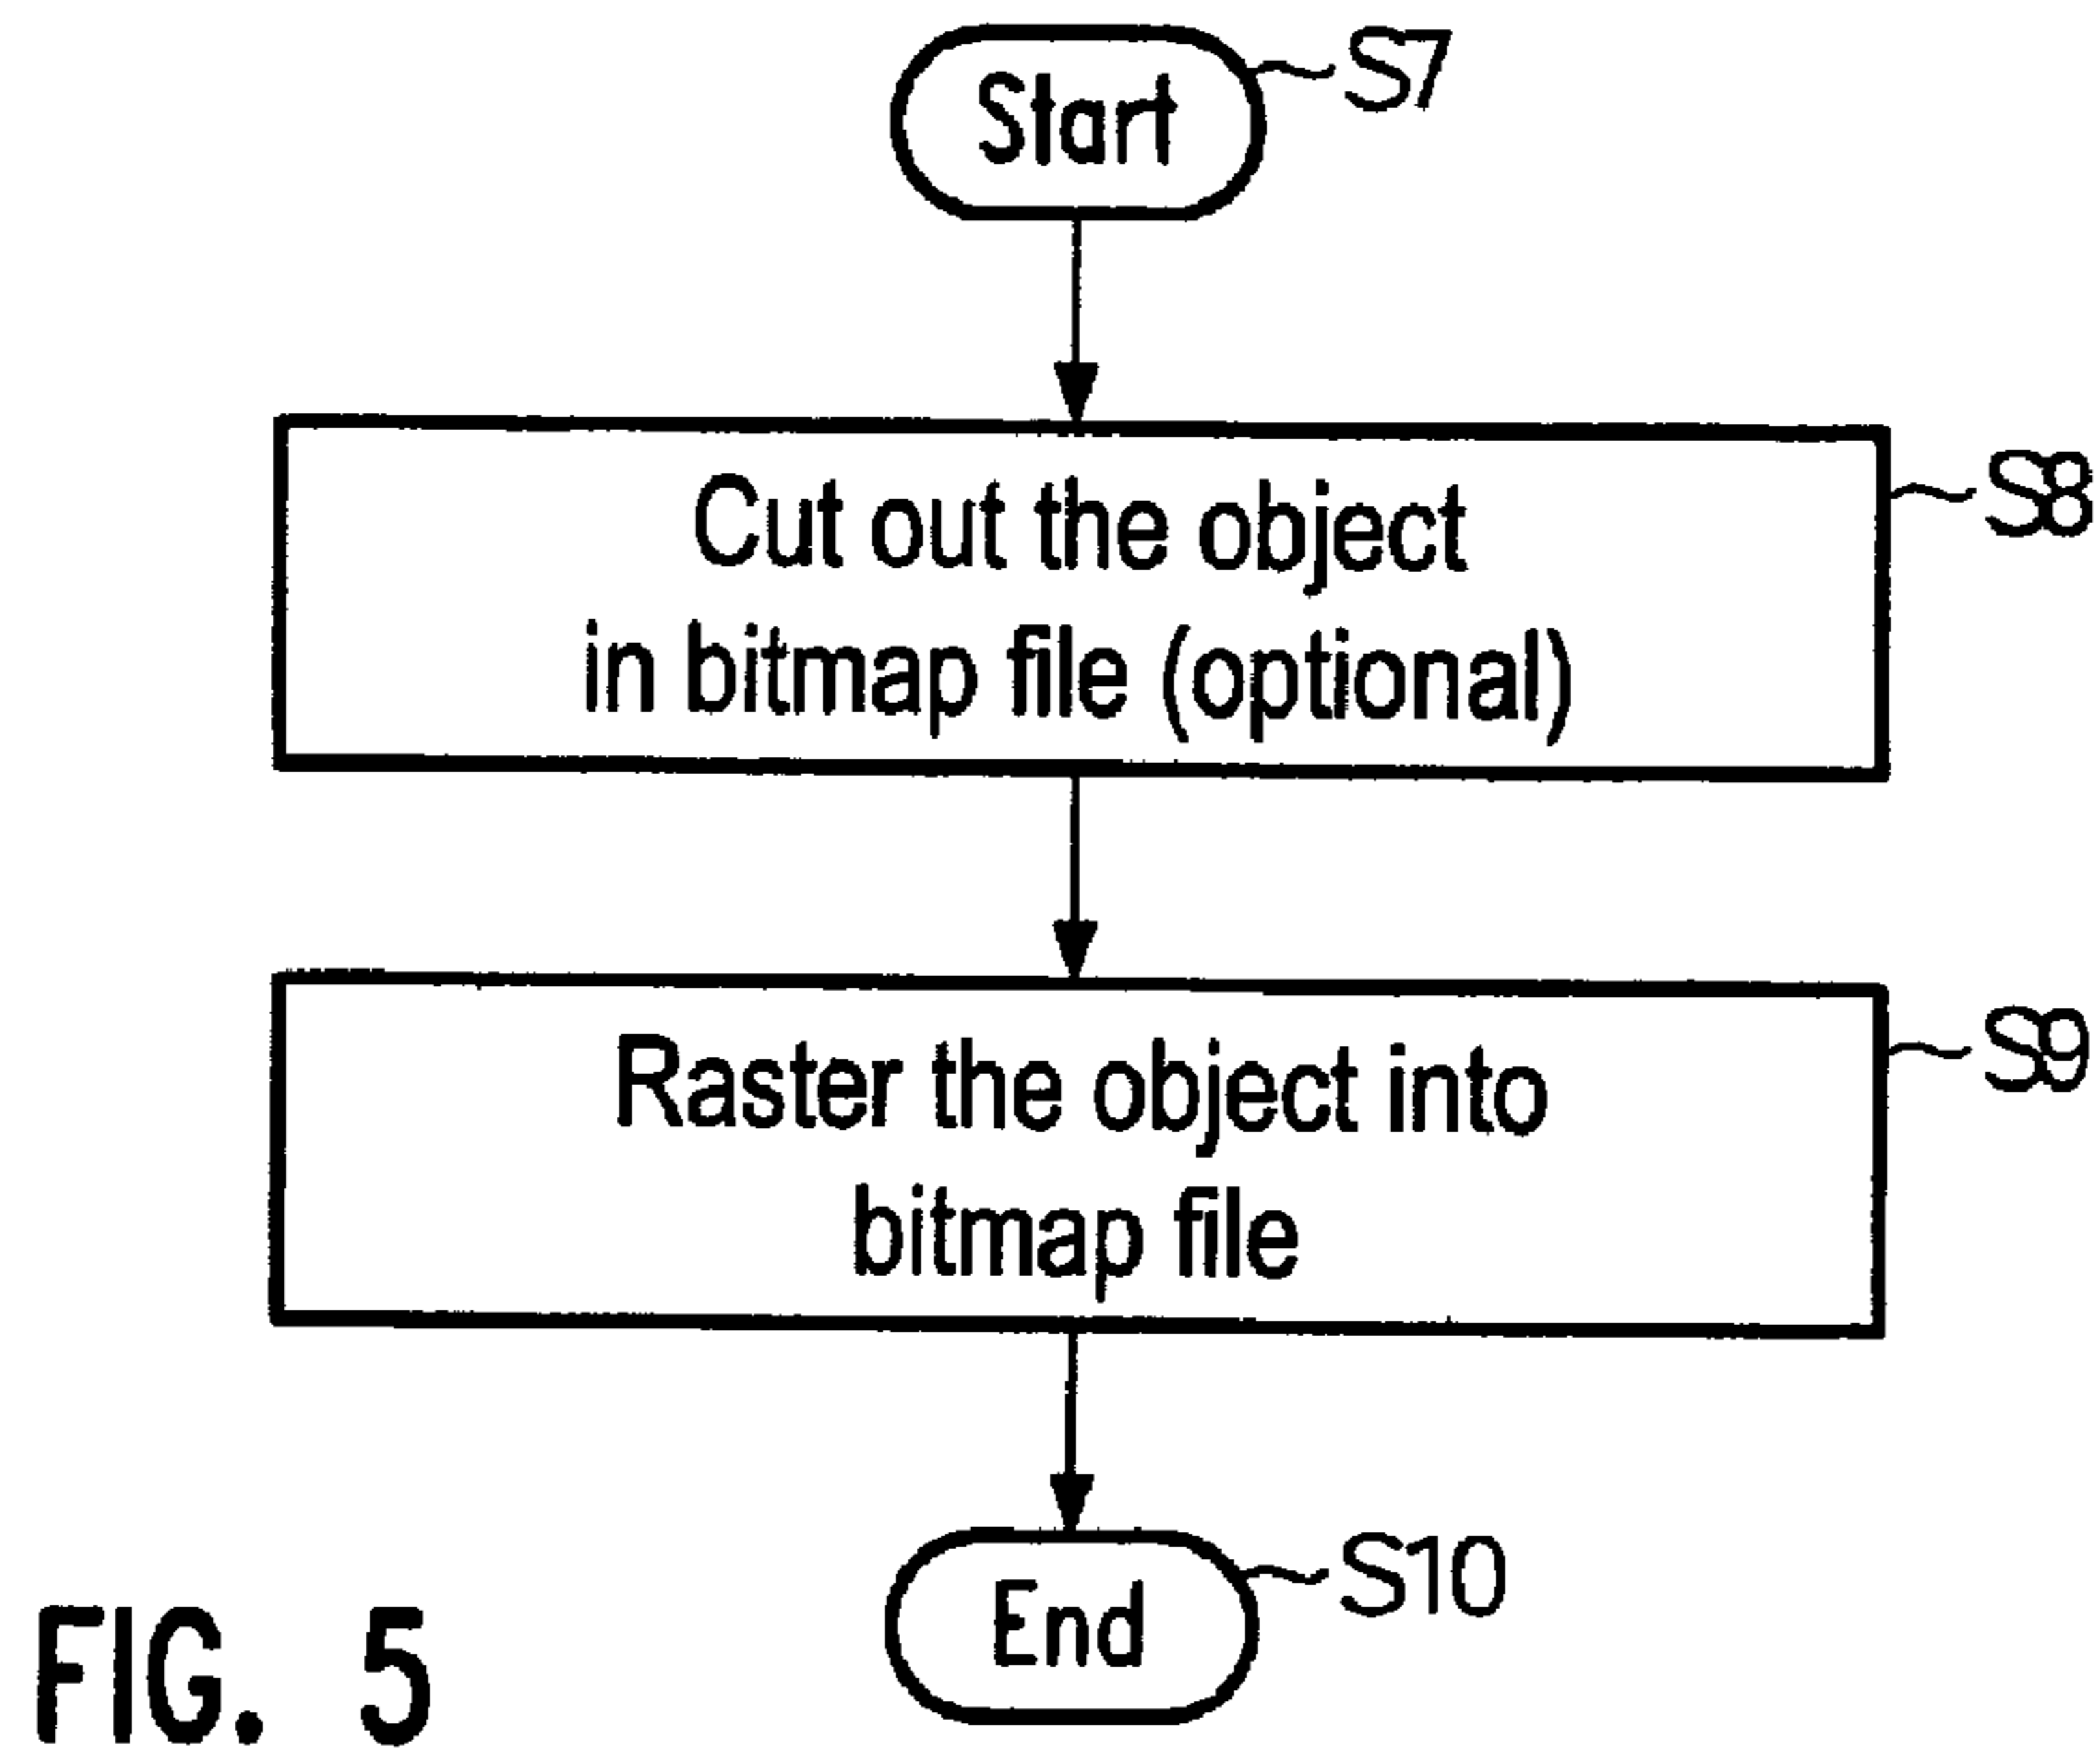 Start
S7
Cut out the object
in bitmap file (optional)
S8
Raster the object into
bitmap file
S9
End
S10
FIG. 5